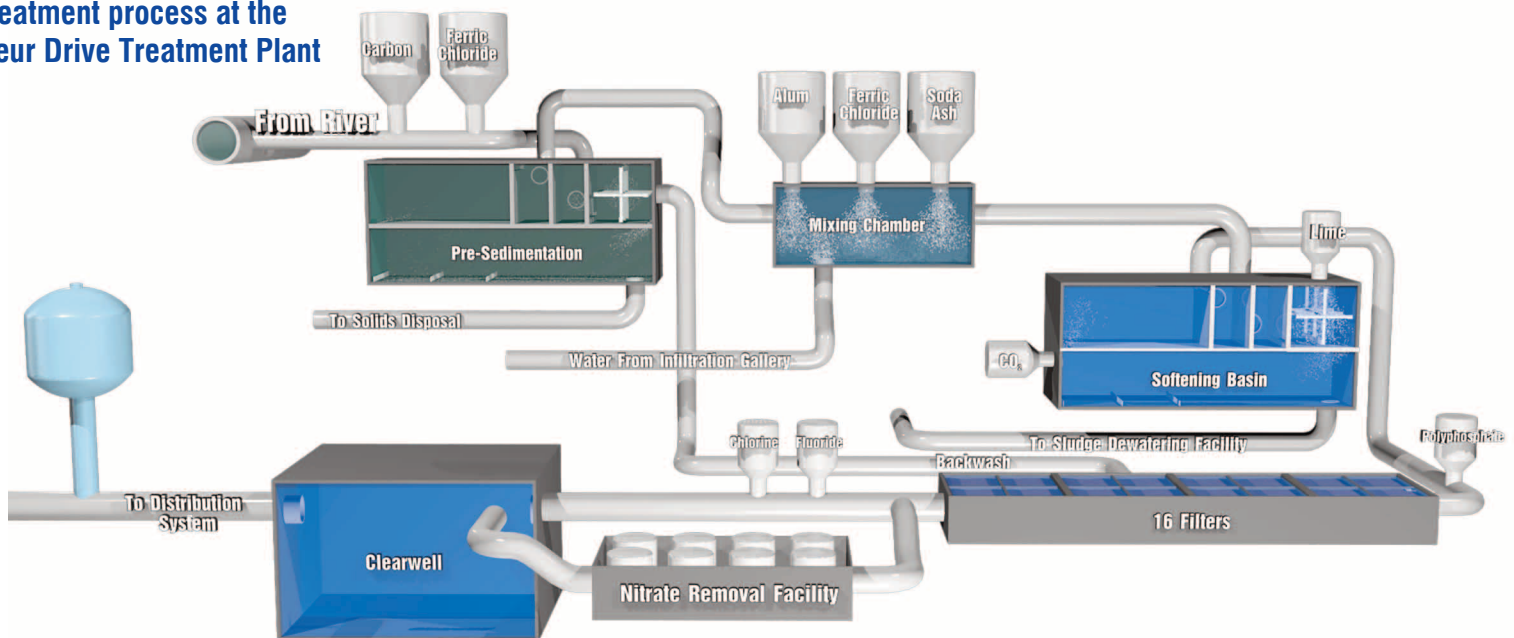 eatment process at the
eur Drive Treatment Plant
Carbon
Ferric
Chloride
From River
Alum
Ferric
Chloride
Soda
Ash
Mixing Chamber
Pre-Sedimentation
Lime
To Solids Disposal
Water From Infiltration Gallery
CO₂
Softening Basin
Chlorine
Fluoride
To Sludge Dewatering Facility
Polyphosphate
Backwash
To Distribution
System
16 Filters
Clearwell
Nitrate Removal Facility